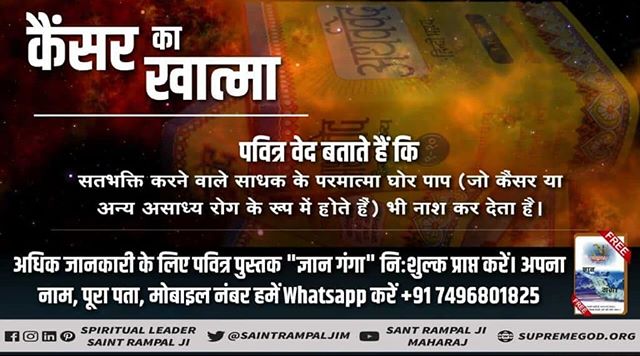 कैंसर का
खात्मा
अथर्ववेद
पवित्र वेद बताते हैं कि
सतभक्ति करने वाले साधक के परमात्मा घोर पाप (जो कैंसर या
अन्य असाध्य रोग के रूप में होते हैं) भी नाश कर देता है।
FREE
अधिक जानकारी के लिए पवित्र पुस्तक "ज्ञान गंगा" नि:शुल्क प्राप्त करें। अपना
नाम, पूरा पता, मोबाइल नंबर हमें Whatsapp करें +91 7496801825
ज्ञान गंगा
FREE
SPIRITUAL LEADER
SAINT RAMPAL JI
@SAINTRAMPALJIM
SANT RAMPAL JI
MAHARAJ
SUPREMEGOD.ORG